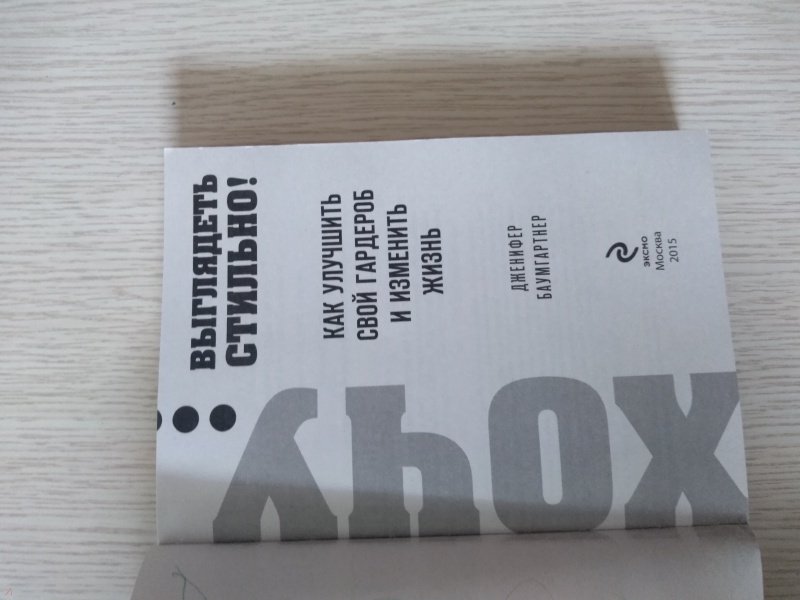 ХОЧУ
ВЫГЛЯДЕТЬ
СТИЛЬНО!
КАК УЛУЧШИТЬ
СВОЙ ГАРДЕРОБ
И ИЗМЕНИТЬ
ЖИЗНЬ
ДЖЕНИФЕР
БАУМГАРТНЕР
ЭКСМО
Москва
2015